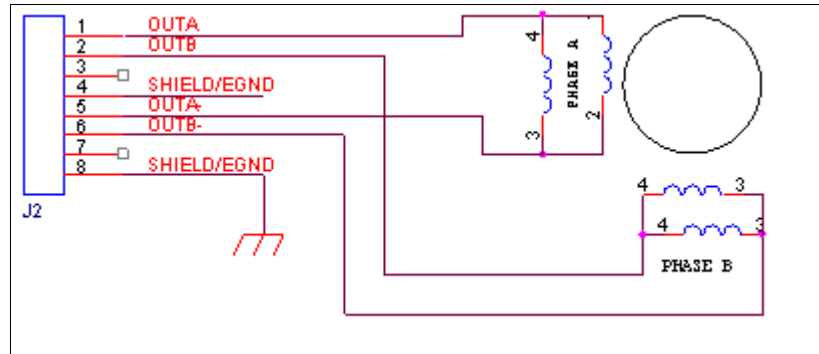 1 OUTA
2 OUTB
3
4 SHIELD/EGND
5 OUTA-
6 OUTB-
7
8 SHIELD/EGND
J2
4
3
PHASE A
2
4 3
4 3
PHASE B